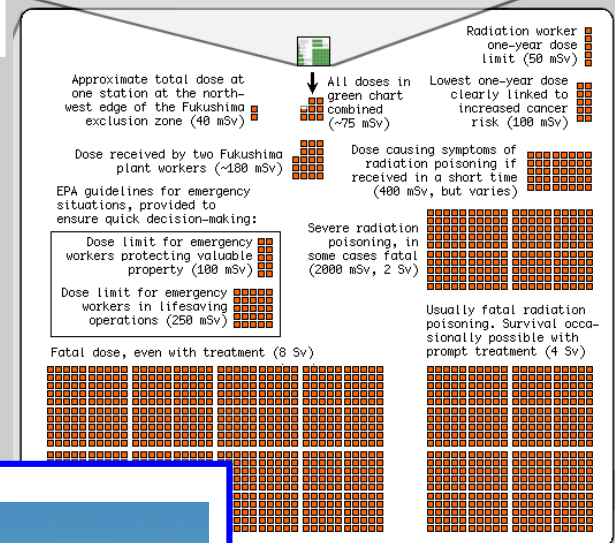 Radiation worker
one-year dose
limit (50 mSv)
Approximate total dose at
one station at the north-
west edge of the Fukushima
exclusion zone (40 mSv)
All doses in
green chart
combined
(~75 mSv)
Lowest one-year dose
clearly linked to
increased cancer
risk (100 mSv)
Dose received by two Fukushima
plant workers (~180 mSv)
Dose causing symptoms of
radiation poisoning if
received in a short time
(400 mSv, but varies)
EPA guidelines for emergency
situations, provided to
ensure quick decision-making:
Dose limit for emergency
workers protecting valuable
property (100 mSv)
Dose limit for emergency
workers in lifesaving
operations (250 mSv)
Severe radiation
poisoning, in
some cases fatal
(2000 mSv, 2 Sv)
Usually fatal radiation
poisoning. Survival occa-
sionally possible with
prompt treatment (4 Sv)
Fatal dose, even with treatment (8 Sv)